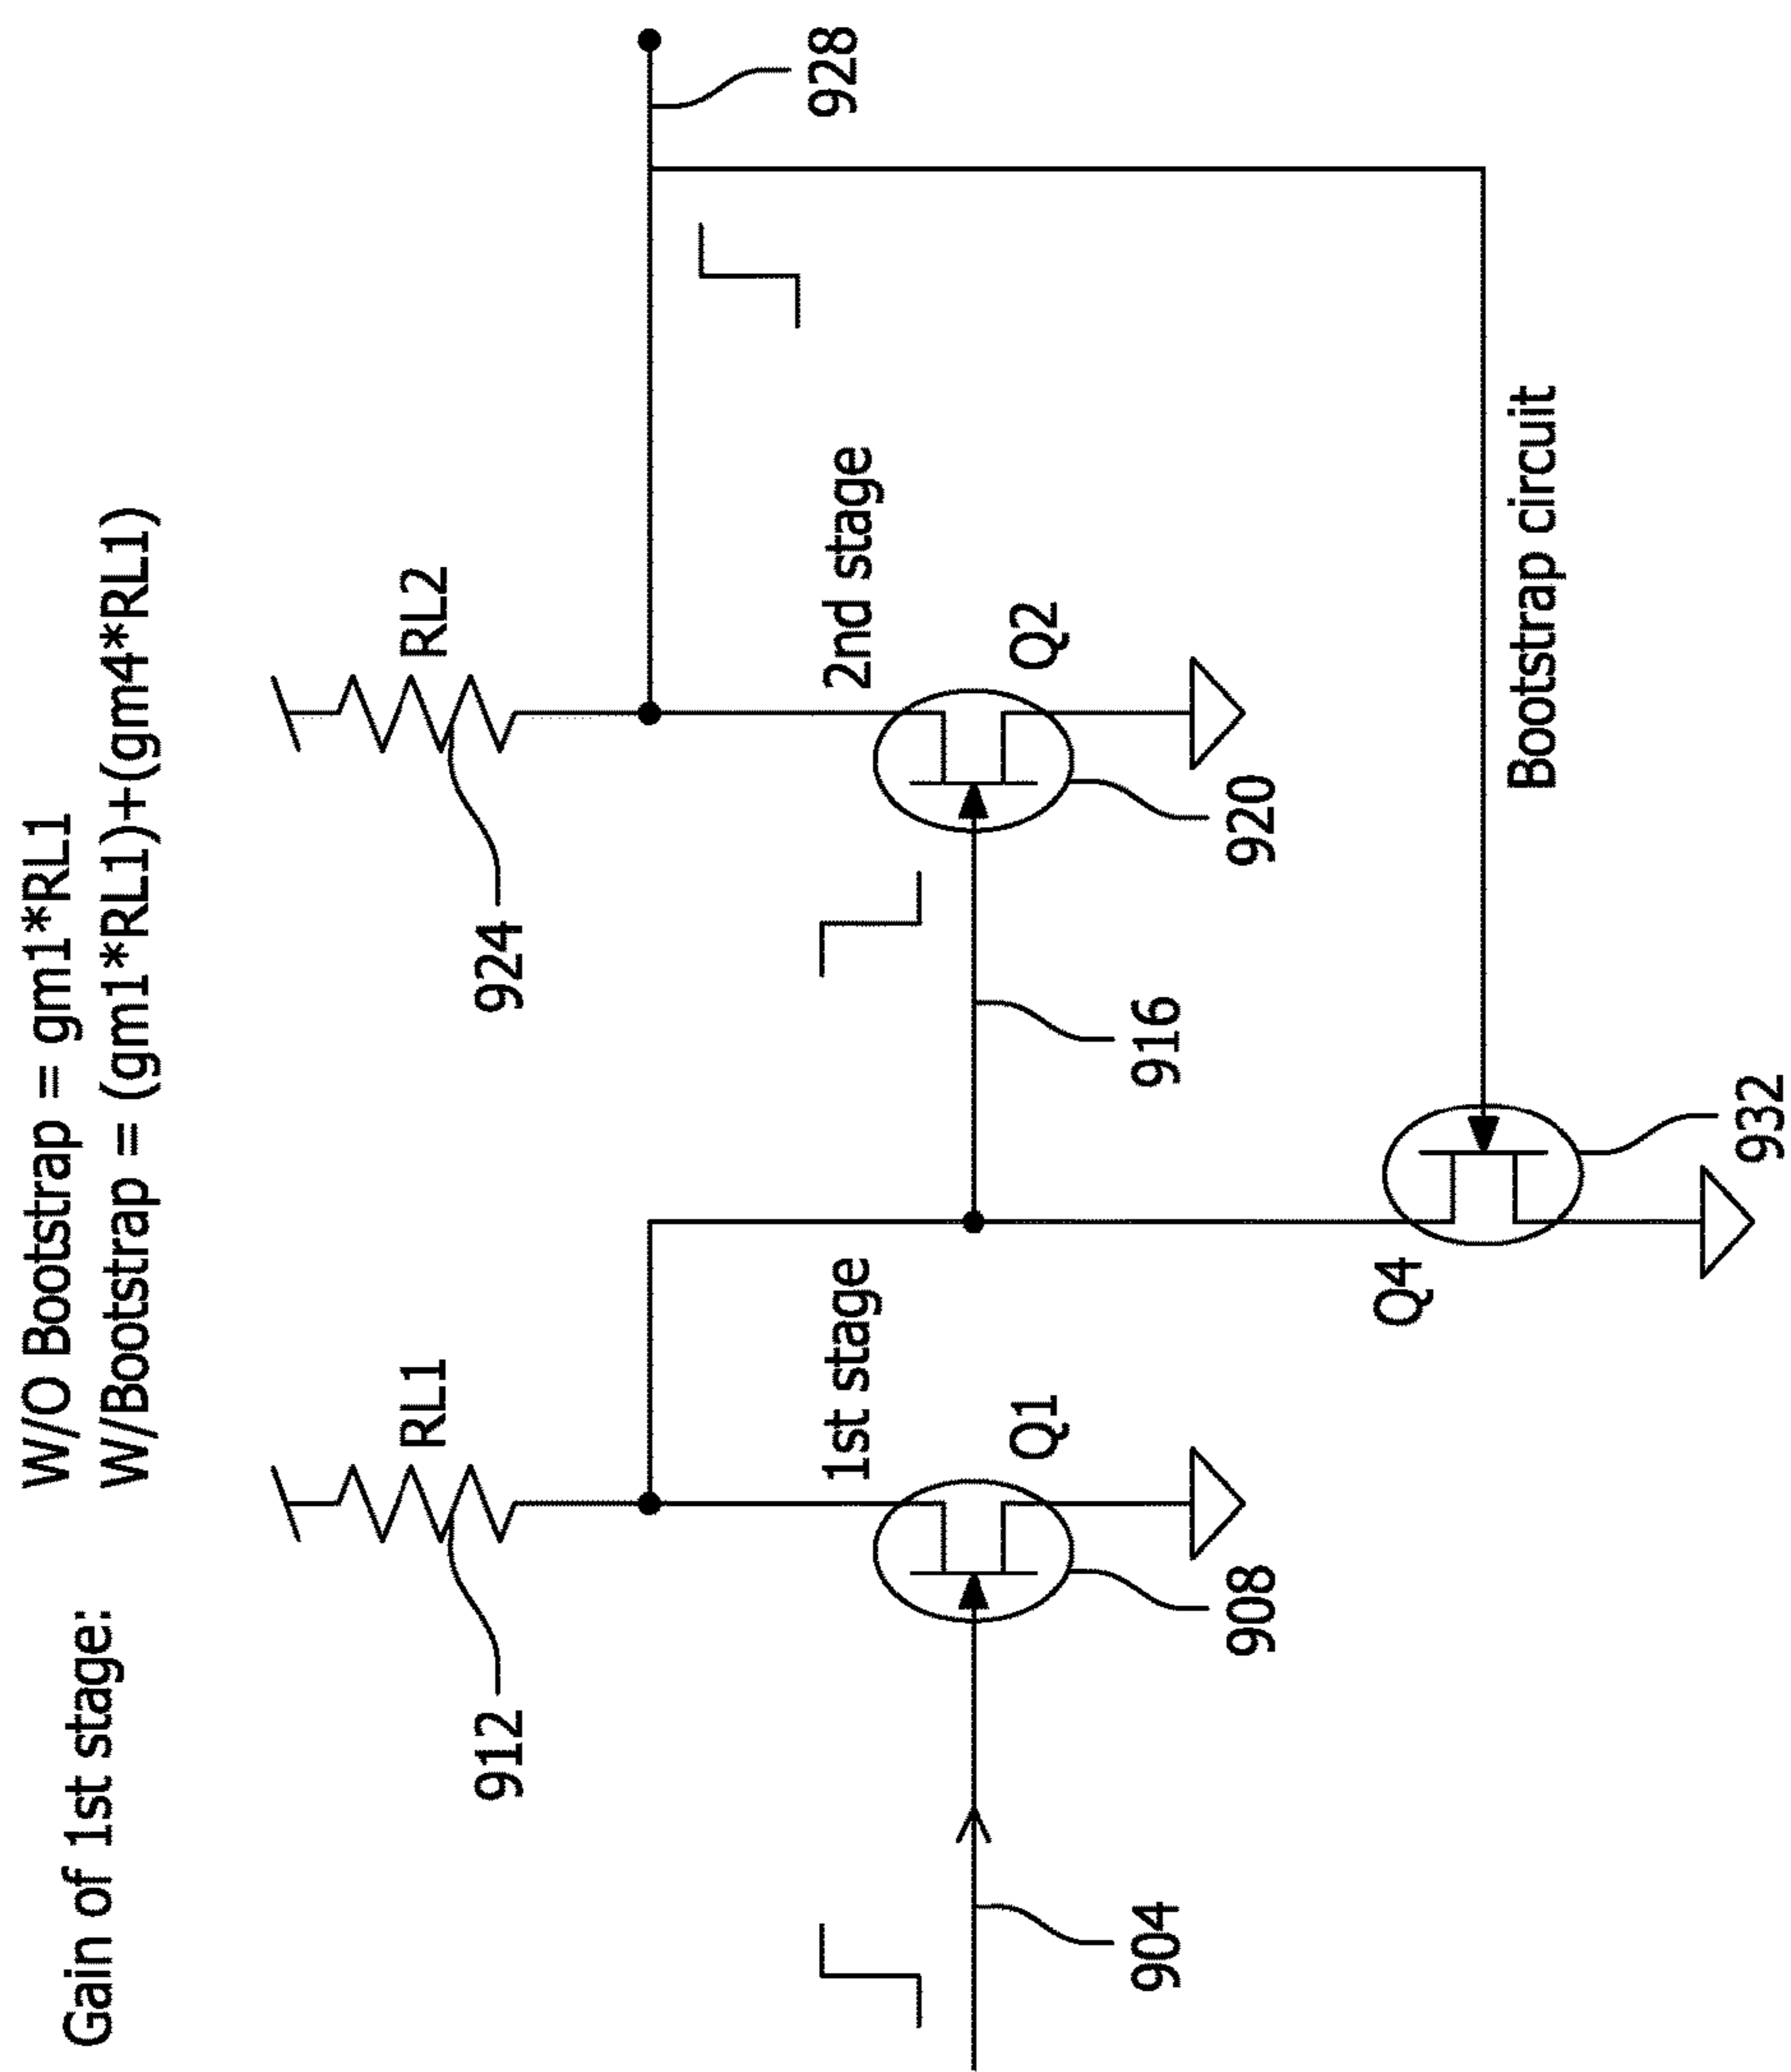 Gain of 1st stage:
W/O Bootstrap = gm1*RL1
W/Bootstrap = (gm1*RL1)+(gm4*RL1)
RL1
RL2
912
924
1st stage
2nd stage
928
Q1
Q2
904
916
908
920
Q4
Bootstrap circuit
932